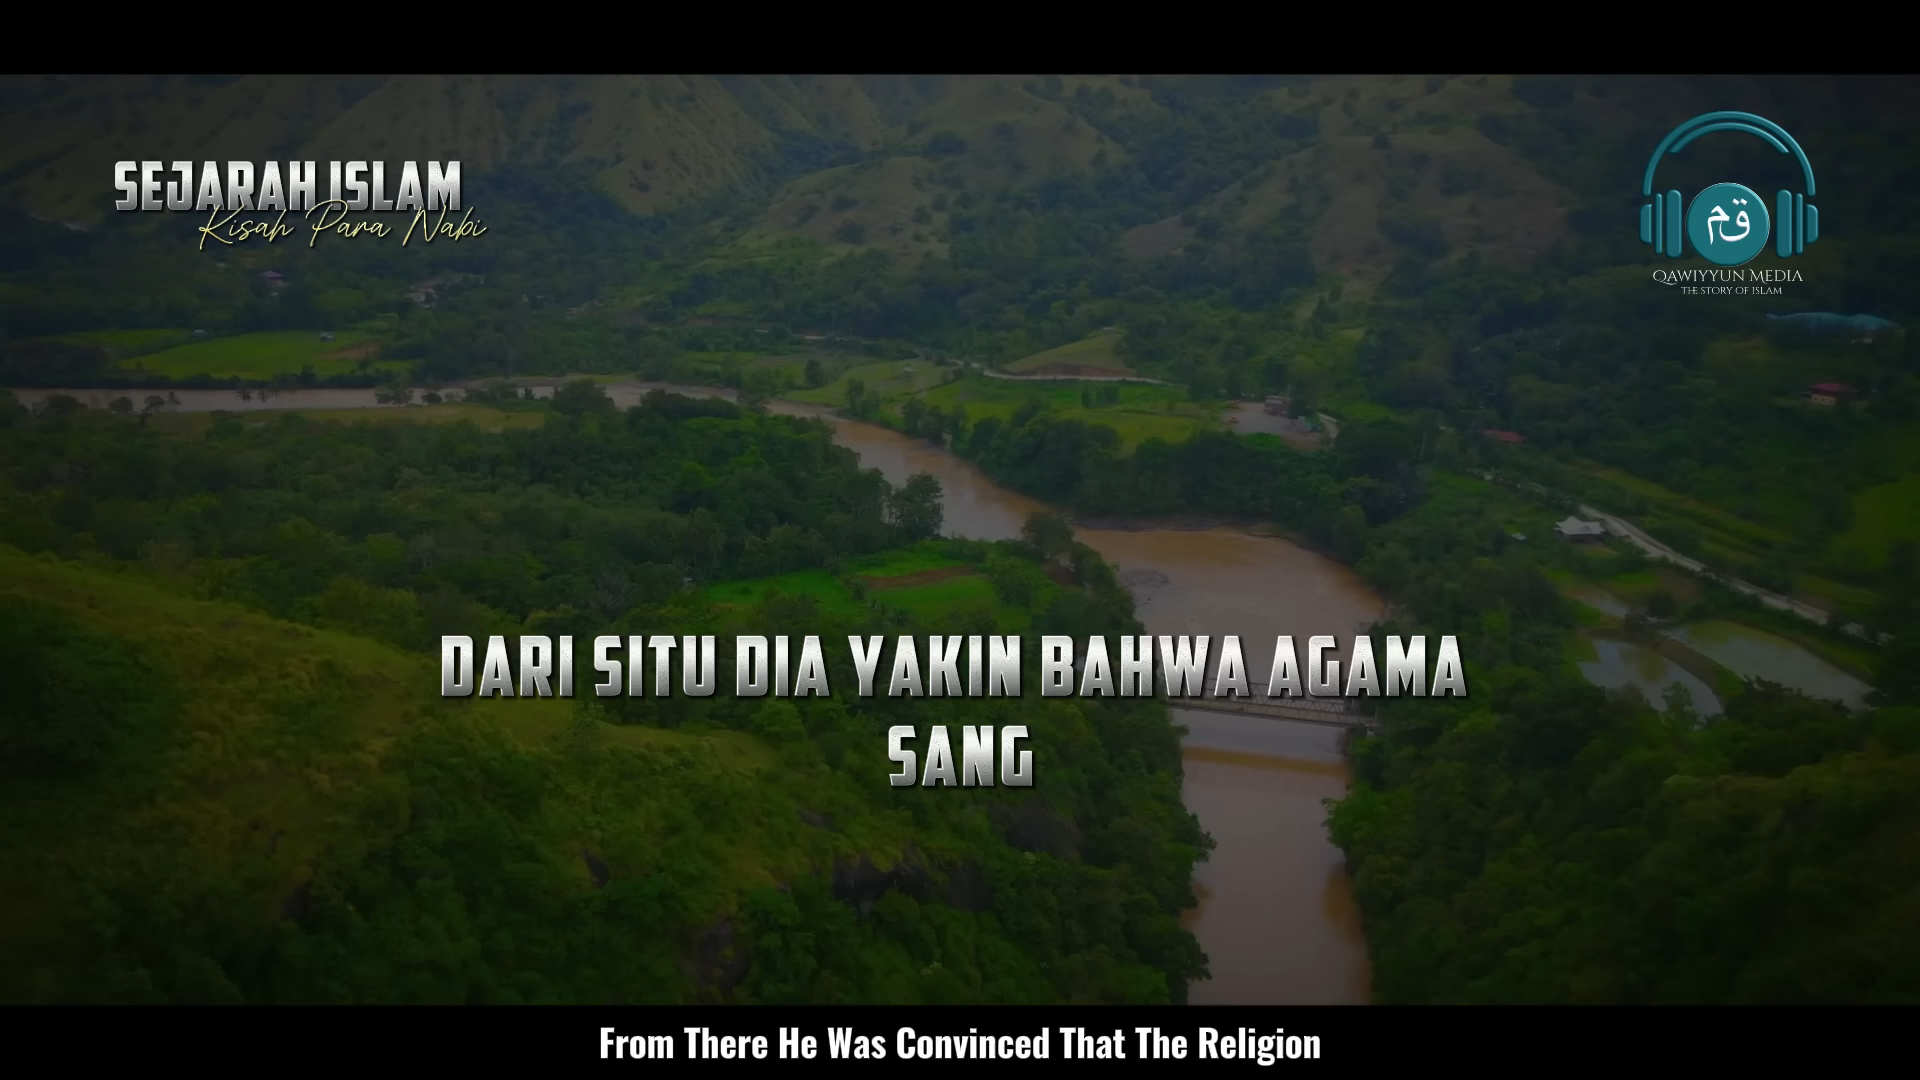 SEJARAH ISLAM
Kisah Para Nabi
قم
QAWIYYUN MEDIA
THE STORY OF ISLAM
DARI SITU DIA YAKIN BAHWA AGAMA
SANG
From There He Was Convinced That The Religion